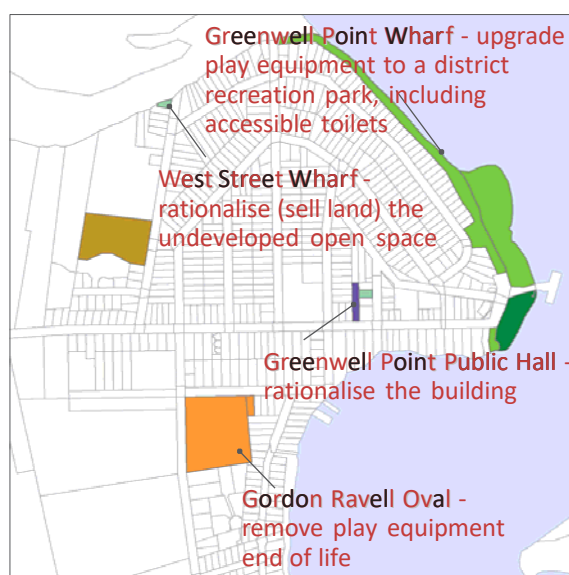 Greenwell Point Wharf - upgrade
play equipment to a district
recreation park, including
accessible toilets
West Street Wharf -
rationalise (sell land) the
undeveloped open space
Greenwell Point Public Hall -
rationalise the building
Gordon Ravell Oval -
remove play equipment
end of life